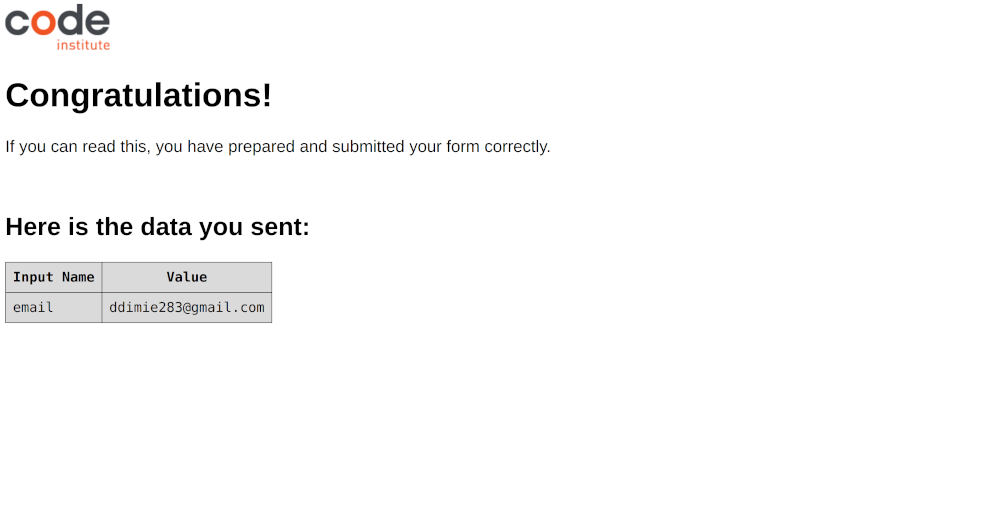 code
institute
Congratulations!
If you can read this, you have prepared and submitted your form correctly.
Here is the data you sent:
Input Name Value
email ddimie283@gmail.com